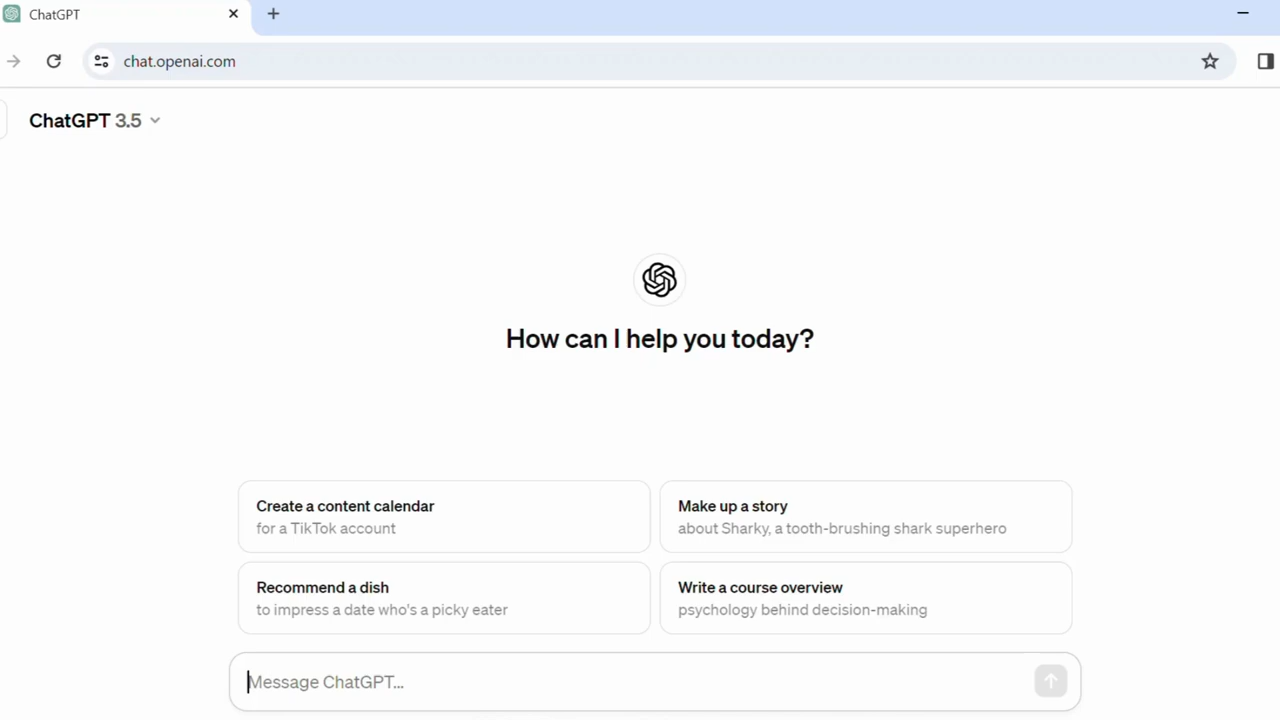 ChatGPT
chat.openai.com
ChatGPT 3.5
How can I help you today?
Create a content calendar
for a TikTok account
Make up a story
about Sharky, a tooth-brushing shark superhero
Recommend a dish
to impress a date who's a picky eater
Write a course overview
psychology behind decision-making
Message ChatGPT...